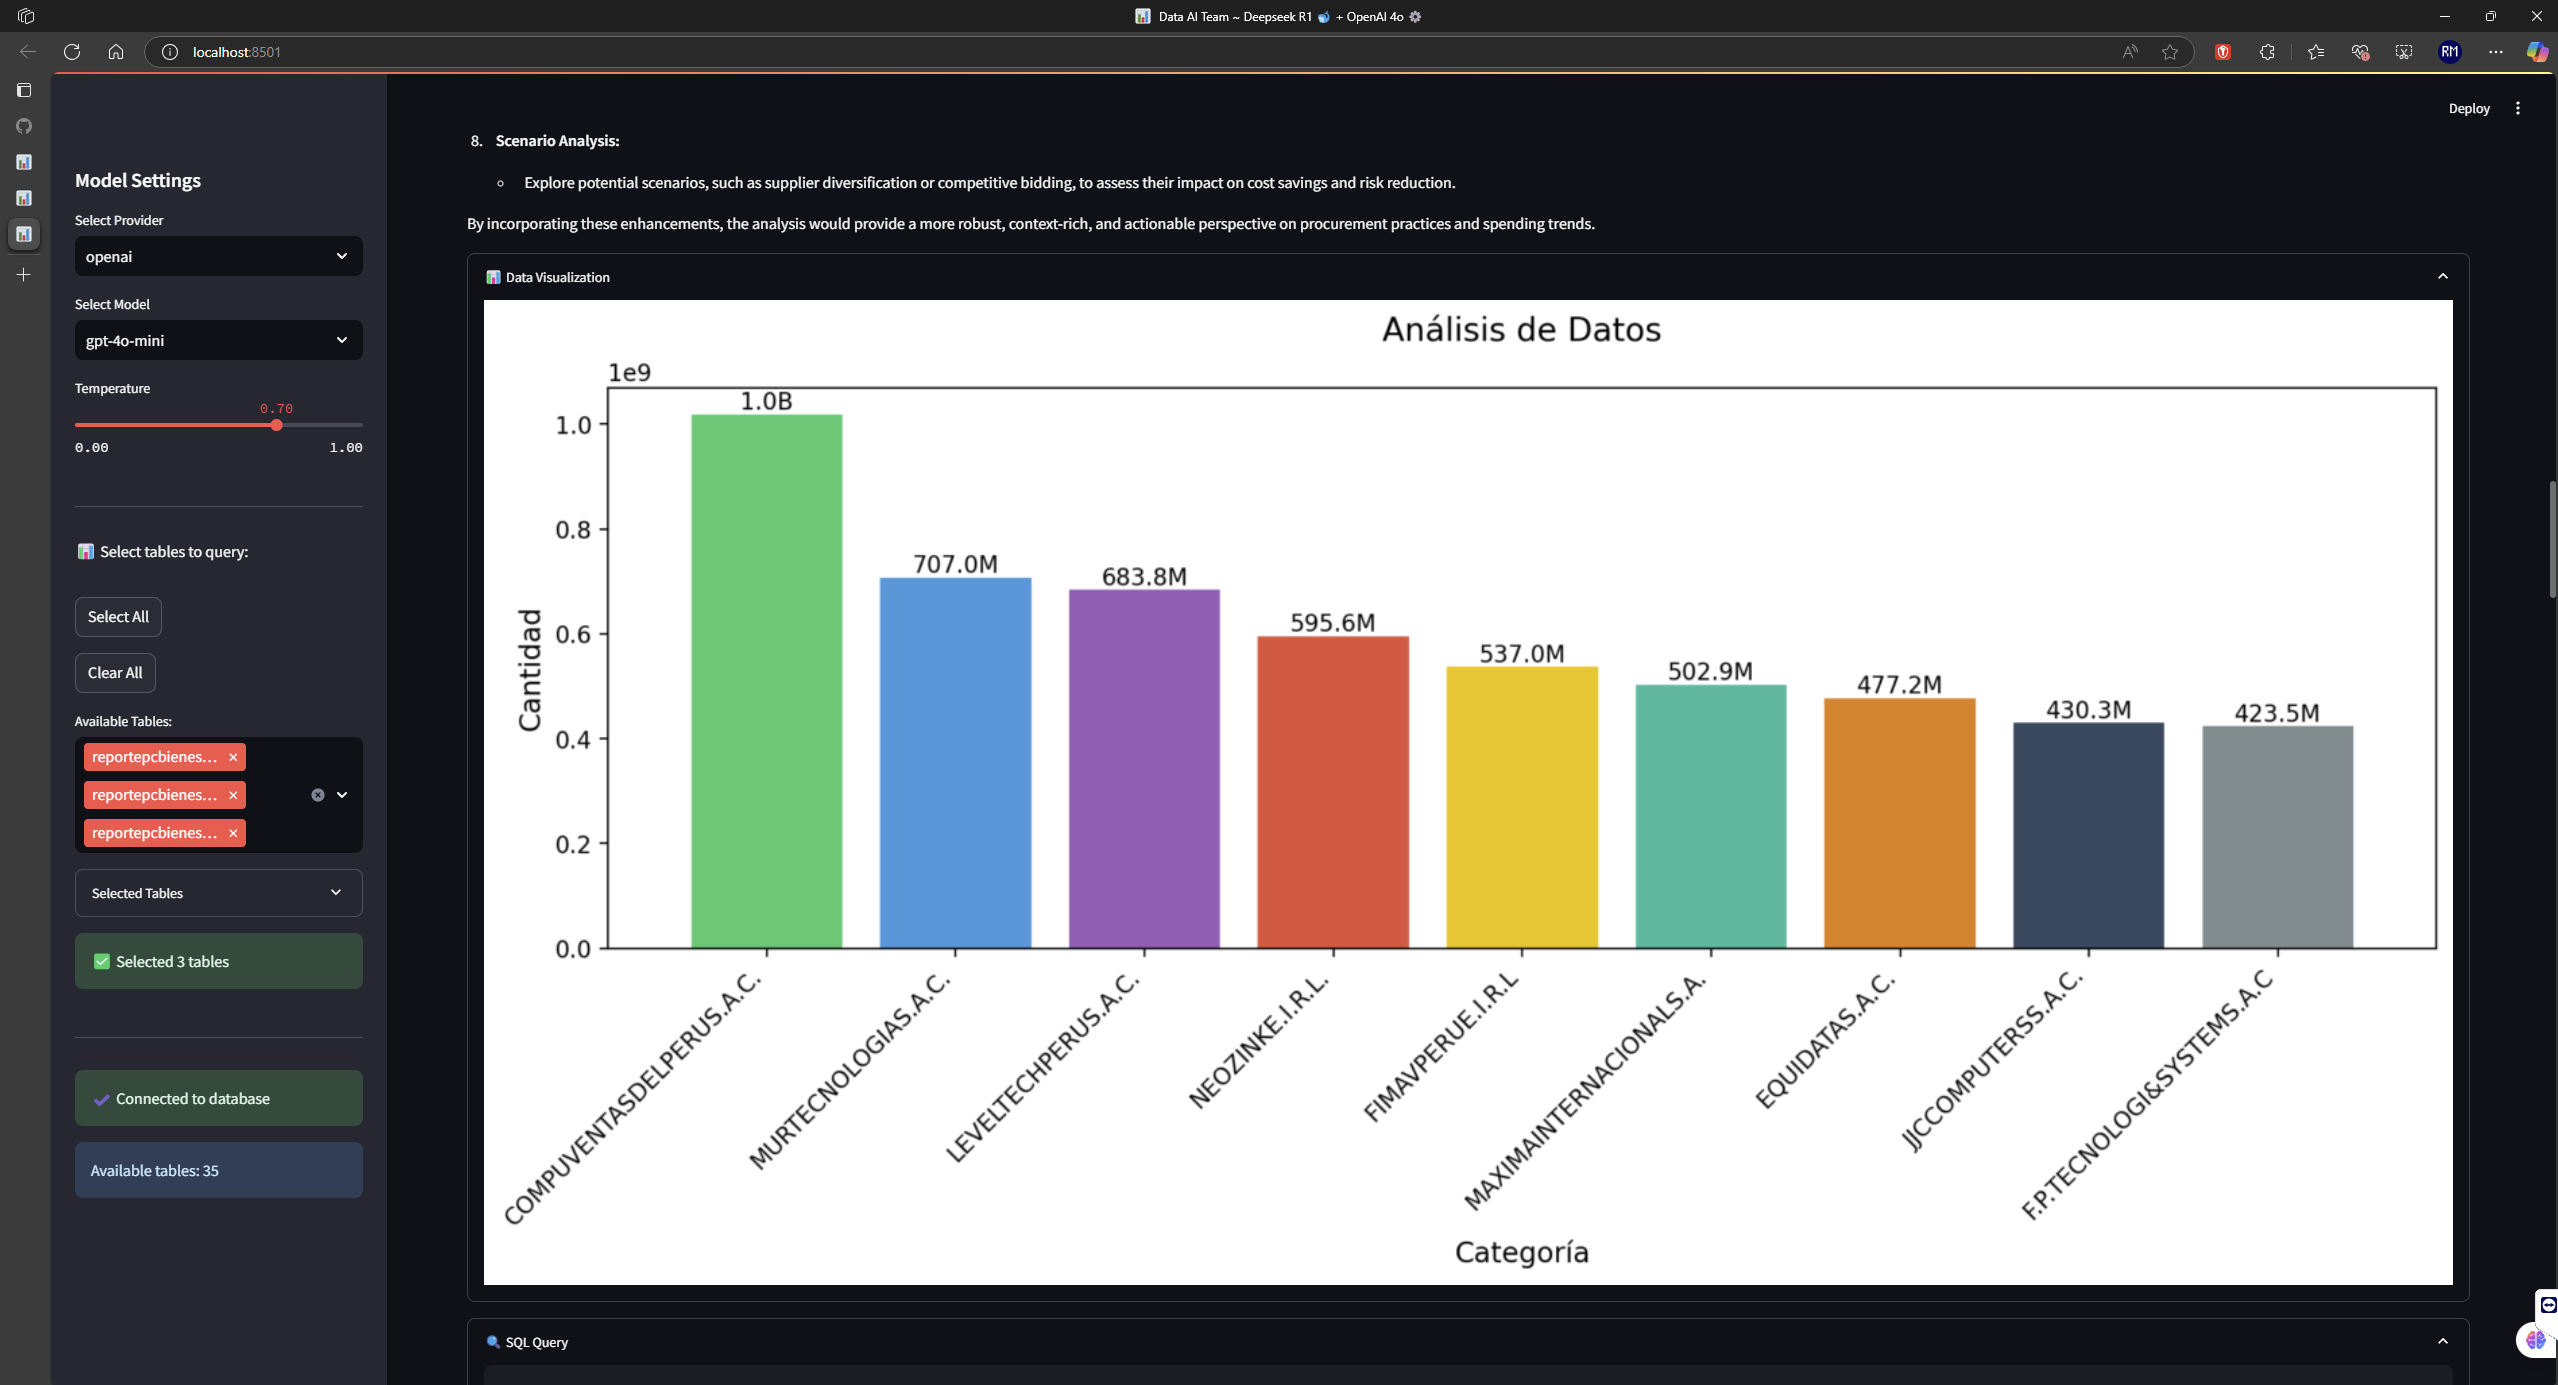 Data AI Team ~ Deepseek R1 🐋 + OpenAI 4o ⚙️
localhost:8501
RM
Deploy
Model Settings
Select Provider
openai
Select Model
gpt-4o-mini
Temperature
0.70
0.00 1.00
📊 Select tables to query:
Select All
Clear All
Available Tables:
reportepcbienes...
reportepcbienes...
reportepcbienes...
Selected Tables
✅ Selected 3 tables
✔ Connected to database
Available tables: 35
8. Scenario Analysis:
Explore potential scenarios, such as supplier diversification or competitive bidding, to assess their impact on cost savings and risk reduction.
By incorporating these enhancements, the analysis would provide a more robust, context-rich, and actionable perspective on procurement practices and spending trends.
📊 Data Visualization
Análisis de Datos
1e9
1.0
0.8
0.6
0.4
0.2
0.0
Cantidad
1.0B
707.0M
683.8M
595.6M
537.0M
502.9M
477.2M
430.3M
423.5M
COMPUVENTASDELPERUS.A.C.
MURTECNOLOGIAS.A.C.
LEVELTECHPERUS.A.C.
NEOZINKE.I.R.L.
FIMAVPERUE.I.R.L
MAXIMAINTERNACIONALS.A.
EQUIDATAS.A.C.
JJCCOMPUTERSS.A.C.
F.P.TECNOLOGI&SYSTEMS.A.C
Categoría
🔍 SQL Query